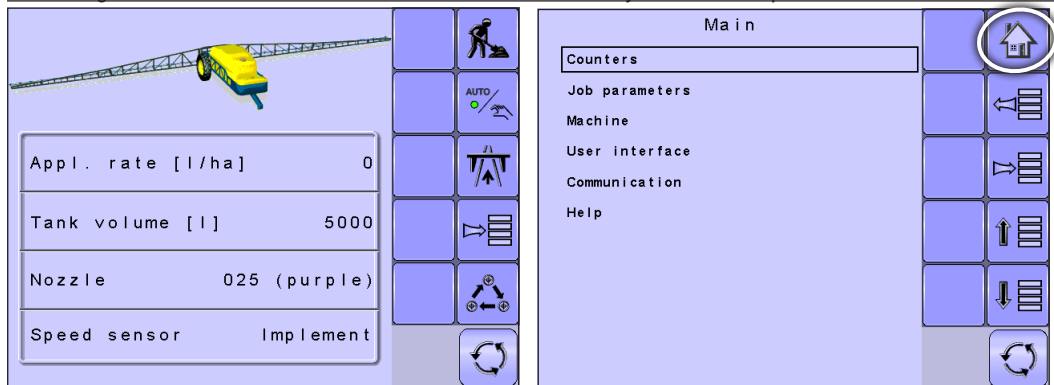 Appl. rate [l/ha] 0
Tank volume [l] 5000
Nozzle 025 (purple)
Speed sensor Implement
AUTO
Main
Counters
Job parameters
Machine
User interface
Communication
Help